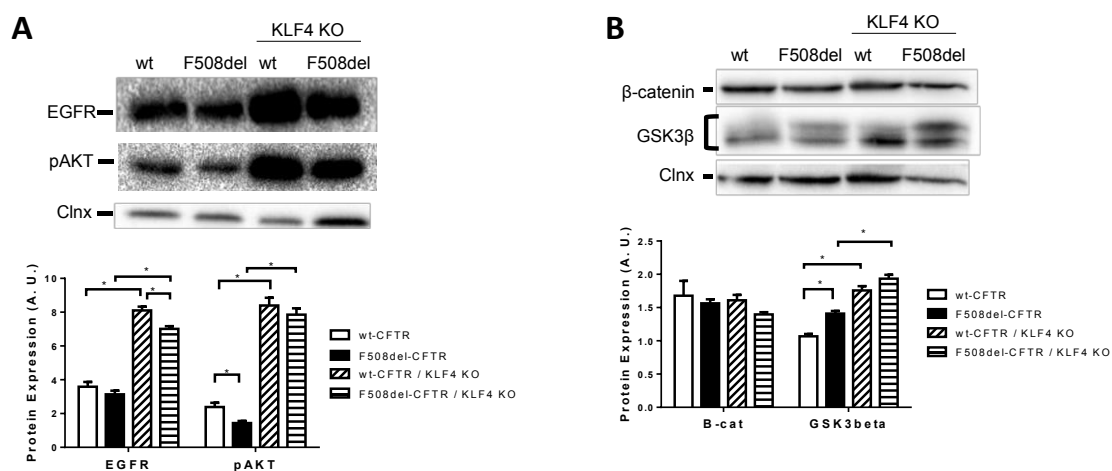 A
KLF4 KO
wt F508del wt F508del
EGFR
pAKT
Clnx
Protein Expression (A. U.)
10
8
6
4
2
0
* * * * * *
EGFR pAKT
wt-CFTR
F508del-CFTR
wt-CFTR / KLF4 KO
F508del-CFTR / KLF4 KO
B
KLF4 KO
wt F508del wt F508del
β-catenin
GSK3β
Clnx
Protein Expression (A. U.)
2.5
2.0
1.5
1.0
0.5
0.0
* * *
B-cat GSK3beta
wt-CFTR
F508del-CFTR
wt-CFTR / KLF4 KO
F508del-CFTR / KLF4 KO